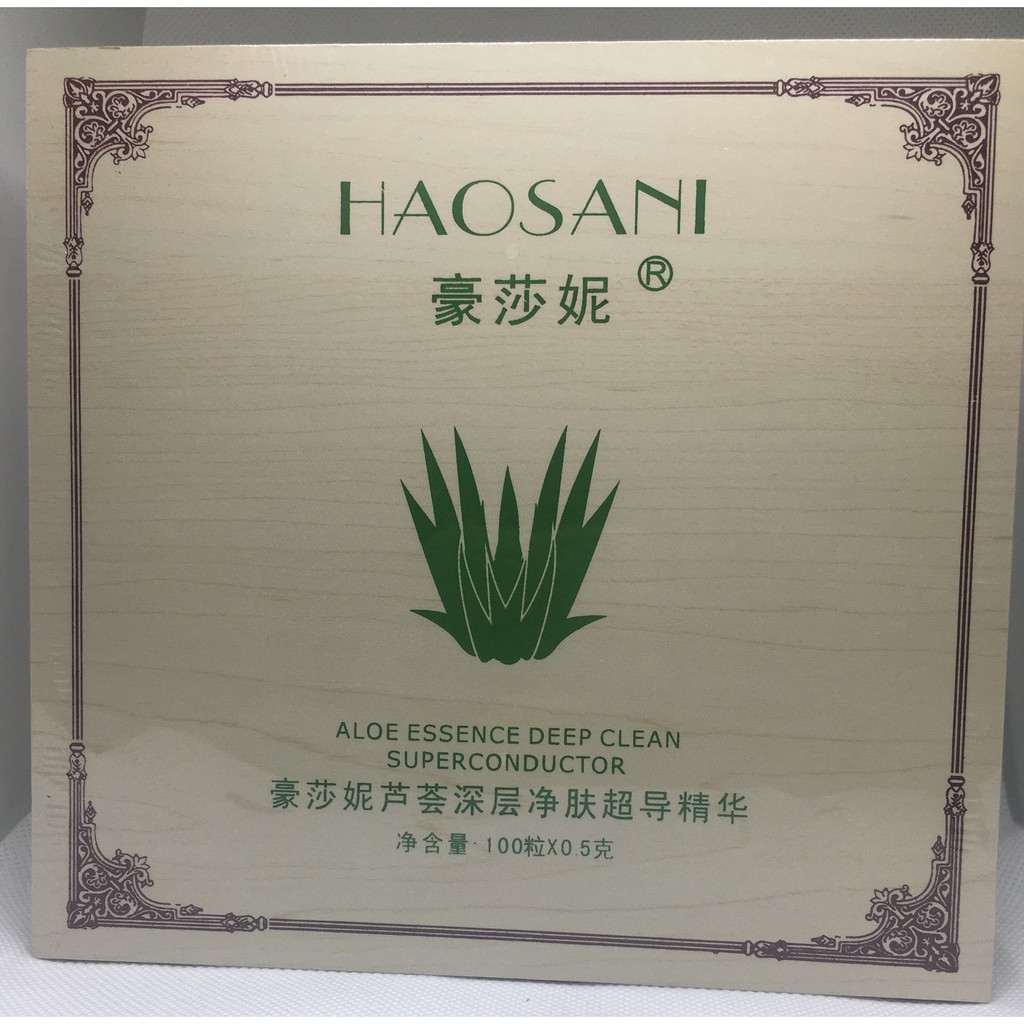 HAOSANI
豪莎妮®
ALOE ESSENCE DEEP CLEAN
SUPERCONDUCTOR
豪莎妮芦荟深层净肤超导精华
净含量·100粒X0.5克